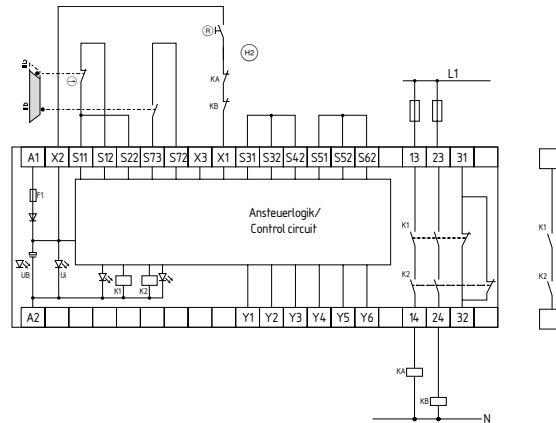 R
H2
KA
KB
L1
A1 X2 S11 S12 S22 S73 S72 X3 X1 S31 S32 S42 S51 S52 S62 13 23 31
F1
Ansteuerlogik/
Control circuit
K1
K1
UB
Ui
K1
K2
K2
K2
A2 Y1 Y2 Y3 Y4 Y5 Y6 14 24 32
KA
KB
N